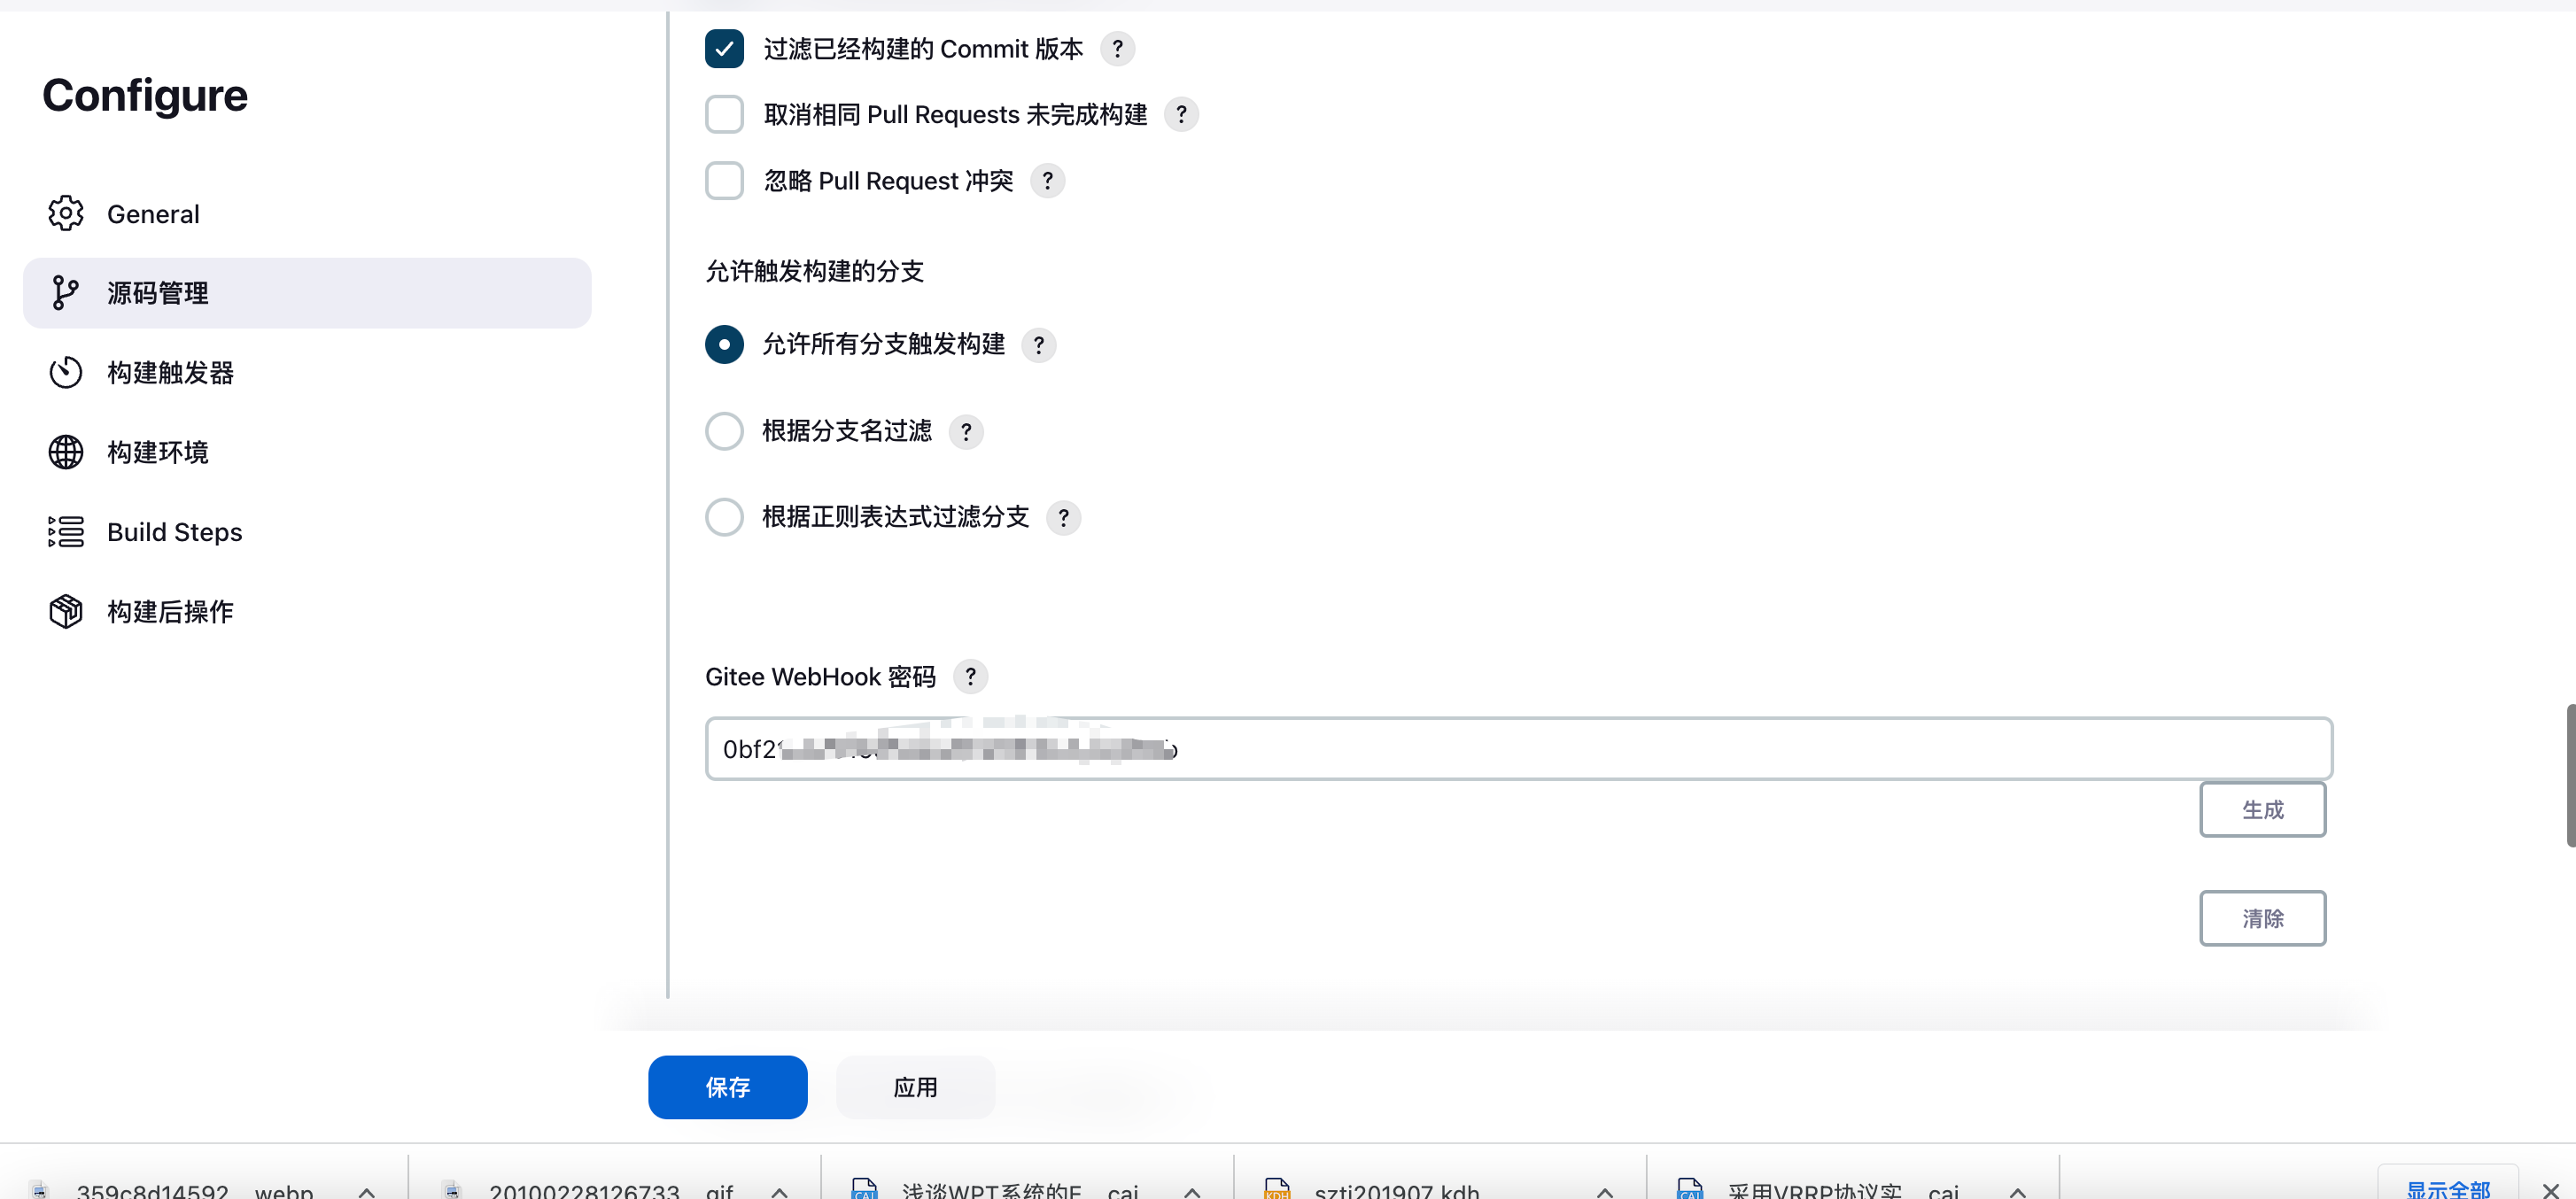 Configure
General
源码管理
构建触发器
构建环境
Build Steps
构建后操作
过滤已经构建的 Commit 版本 ?
取消相同 Pull Requests 未完成构建 ?
忽略 Pull Request 冲突 ?
允许触发构建的分支
允许所有分支触发构建 ?
根据分支名过滤 ?
根据正则表达式过滤分支 ?
Gitee WebHook 密码 ?
0bf2
生成
清除
保存 应用
359c8d14592....webp 20100228126733....gif 浅谈WPT系统的E....caj szti201907.kdh 采用VRRP协议实....caj 显示全部